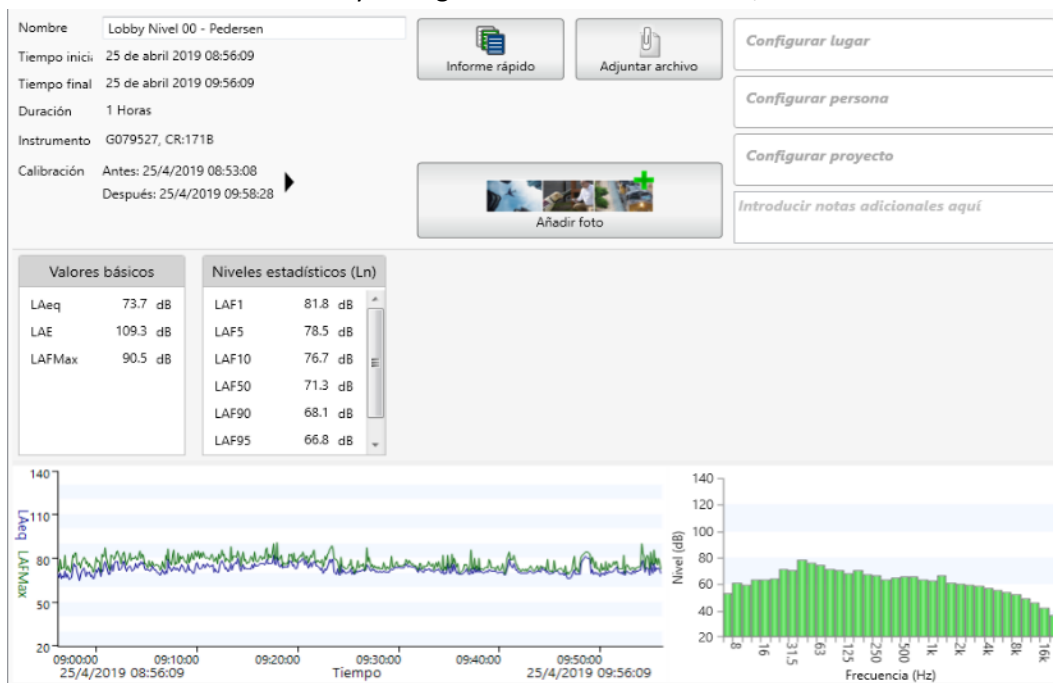 Nombre Lobby Nivel 00 - Pedersen
Tiempo inici 25 de abril 2019 08:56:09
Tiempo final 25 de abril 2019 09:56:09
Duración 1 Horas
Instrumento G079527, CR:171B
Calibración Antes: 25/4/2019 08:53:08
Después: 25/4/2019 09:58:28
Informe rápido
Adjuntar archivo
Añadir foto
Configurar lugar
Configurar persona
Configurar proyecto
Introducir notas adicionales aquí
Valores básicos
LAeq 73.7 dB
LAE 109.3 dB
LAFMax 90.5 dB
Niveles estadísticos (Ln)
LAF1 81.8 dB
LAF5 78.5 dB
LAF10 76.7 dB
LAF50 71.3 dB
LAF90 68.1 dB
LAF95 66.8 dB
LAeq
LAFMax
140
110
80
50
20
09:00:00 09:10:00 09:20:00 09:30:00 09:40:00 09:50:00
25/4/2019 08:56:09 Tiempo 25/4/2019 09:56:09
Nivel (dB)
140
120
100
80
60
40
20
8 16 31.5 63 125 250 500 1k 2k 4k 8k 16k
Frecuencia (Hz)